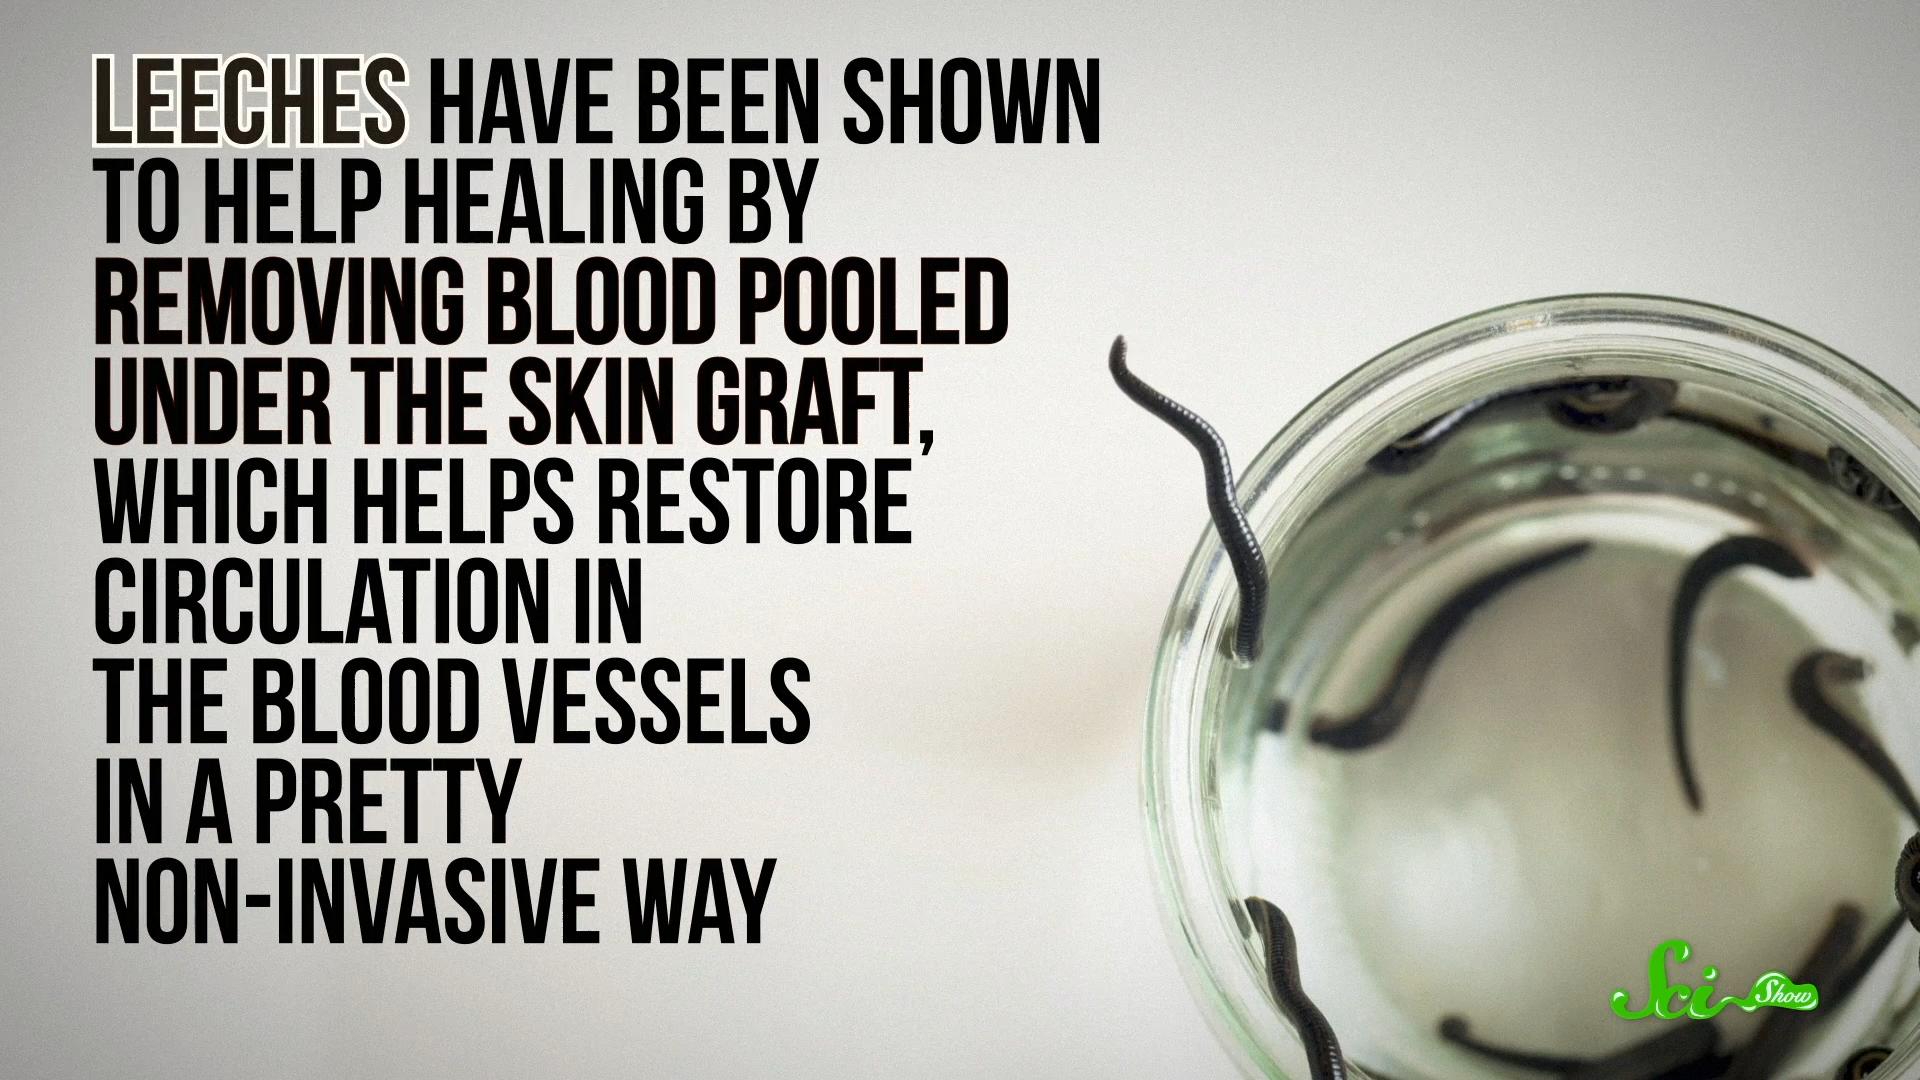 LEECHES HAVE BEEN SHOWN
TO HELP HEALING BY
REMOVING BLOOD POOLED
UNDER THE SKIN GRAFT,
WHICH HELPS RESTORE
CIRCULATION IN
THE BLOOD VESSELS
IN A PRETTY
NON-INVASIVE WAY
Sci Show